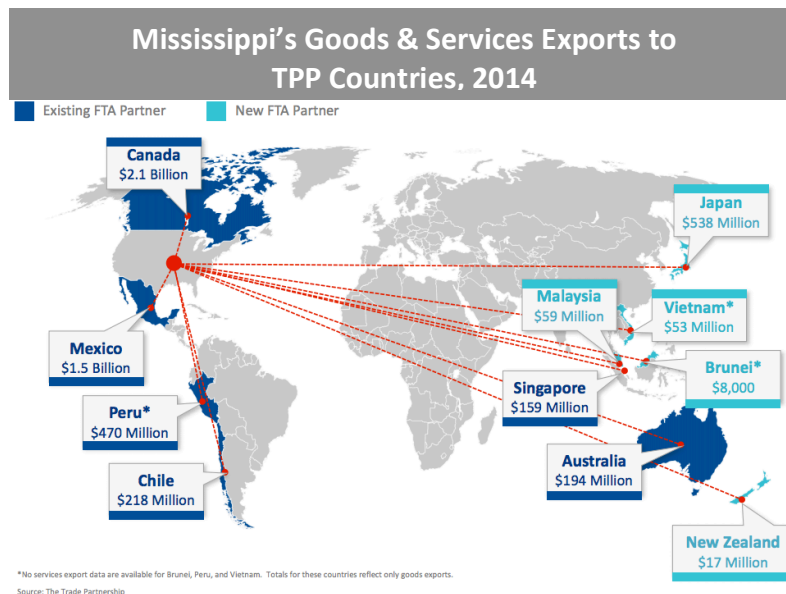 Mississippi's Goods & Services Exports to
TPP Countries, 2014
Existing FTA Partner
New FTA Partner
Canada
$2.1 Billion
Japan
$538 Million
Malaysia
$59 Million
Vietnam*
$53 Million
Mexico
$1.5 Billion
Brunei*
$8,000
Singapore
$159 Million
Peru*
$470 Million
Australia
$194 Million
Chile
$218 Million
New Zealand
$17 Million
*No services export data are available for Brunei, Peru, and Vietnam. Totals for these countries reflect only goods exports.
Source: The Trade Partnership